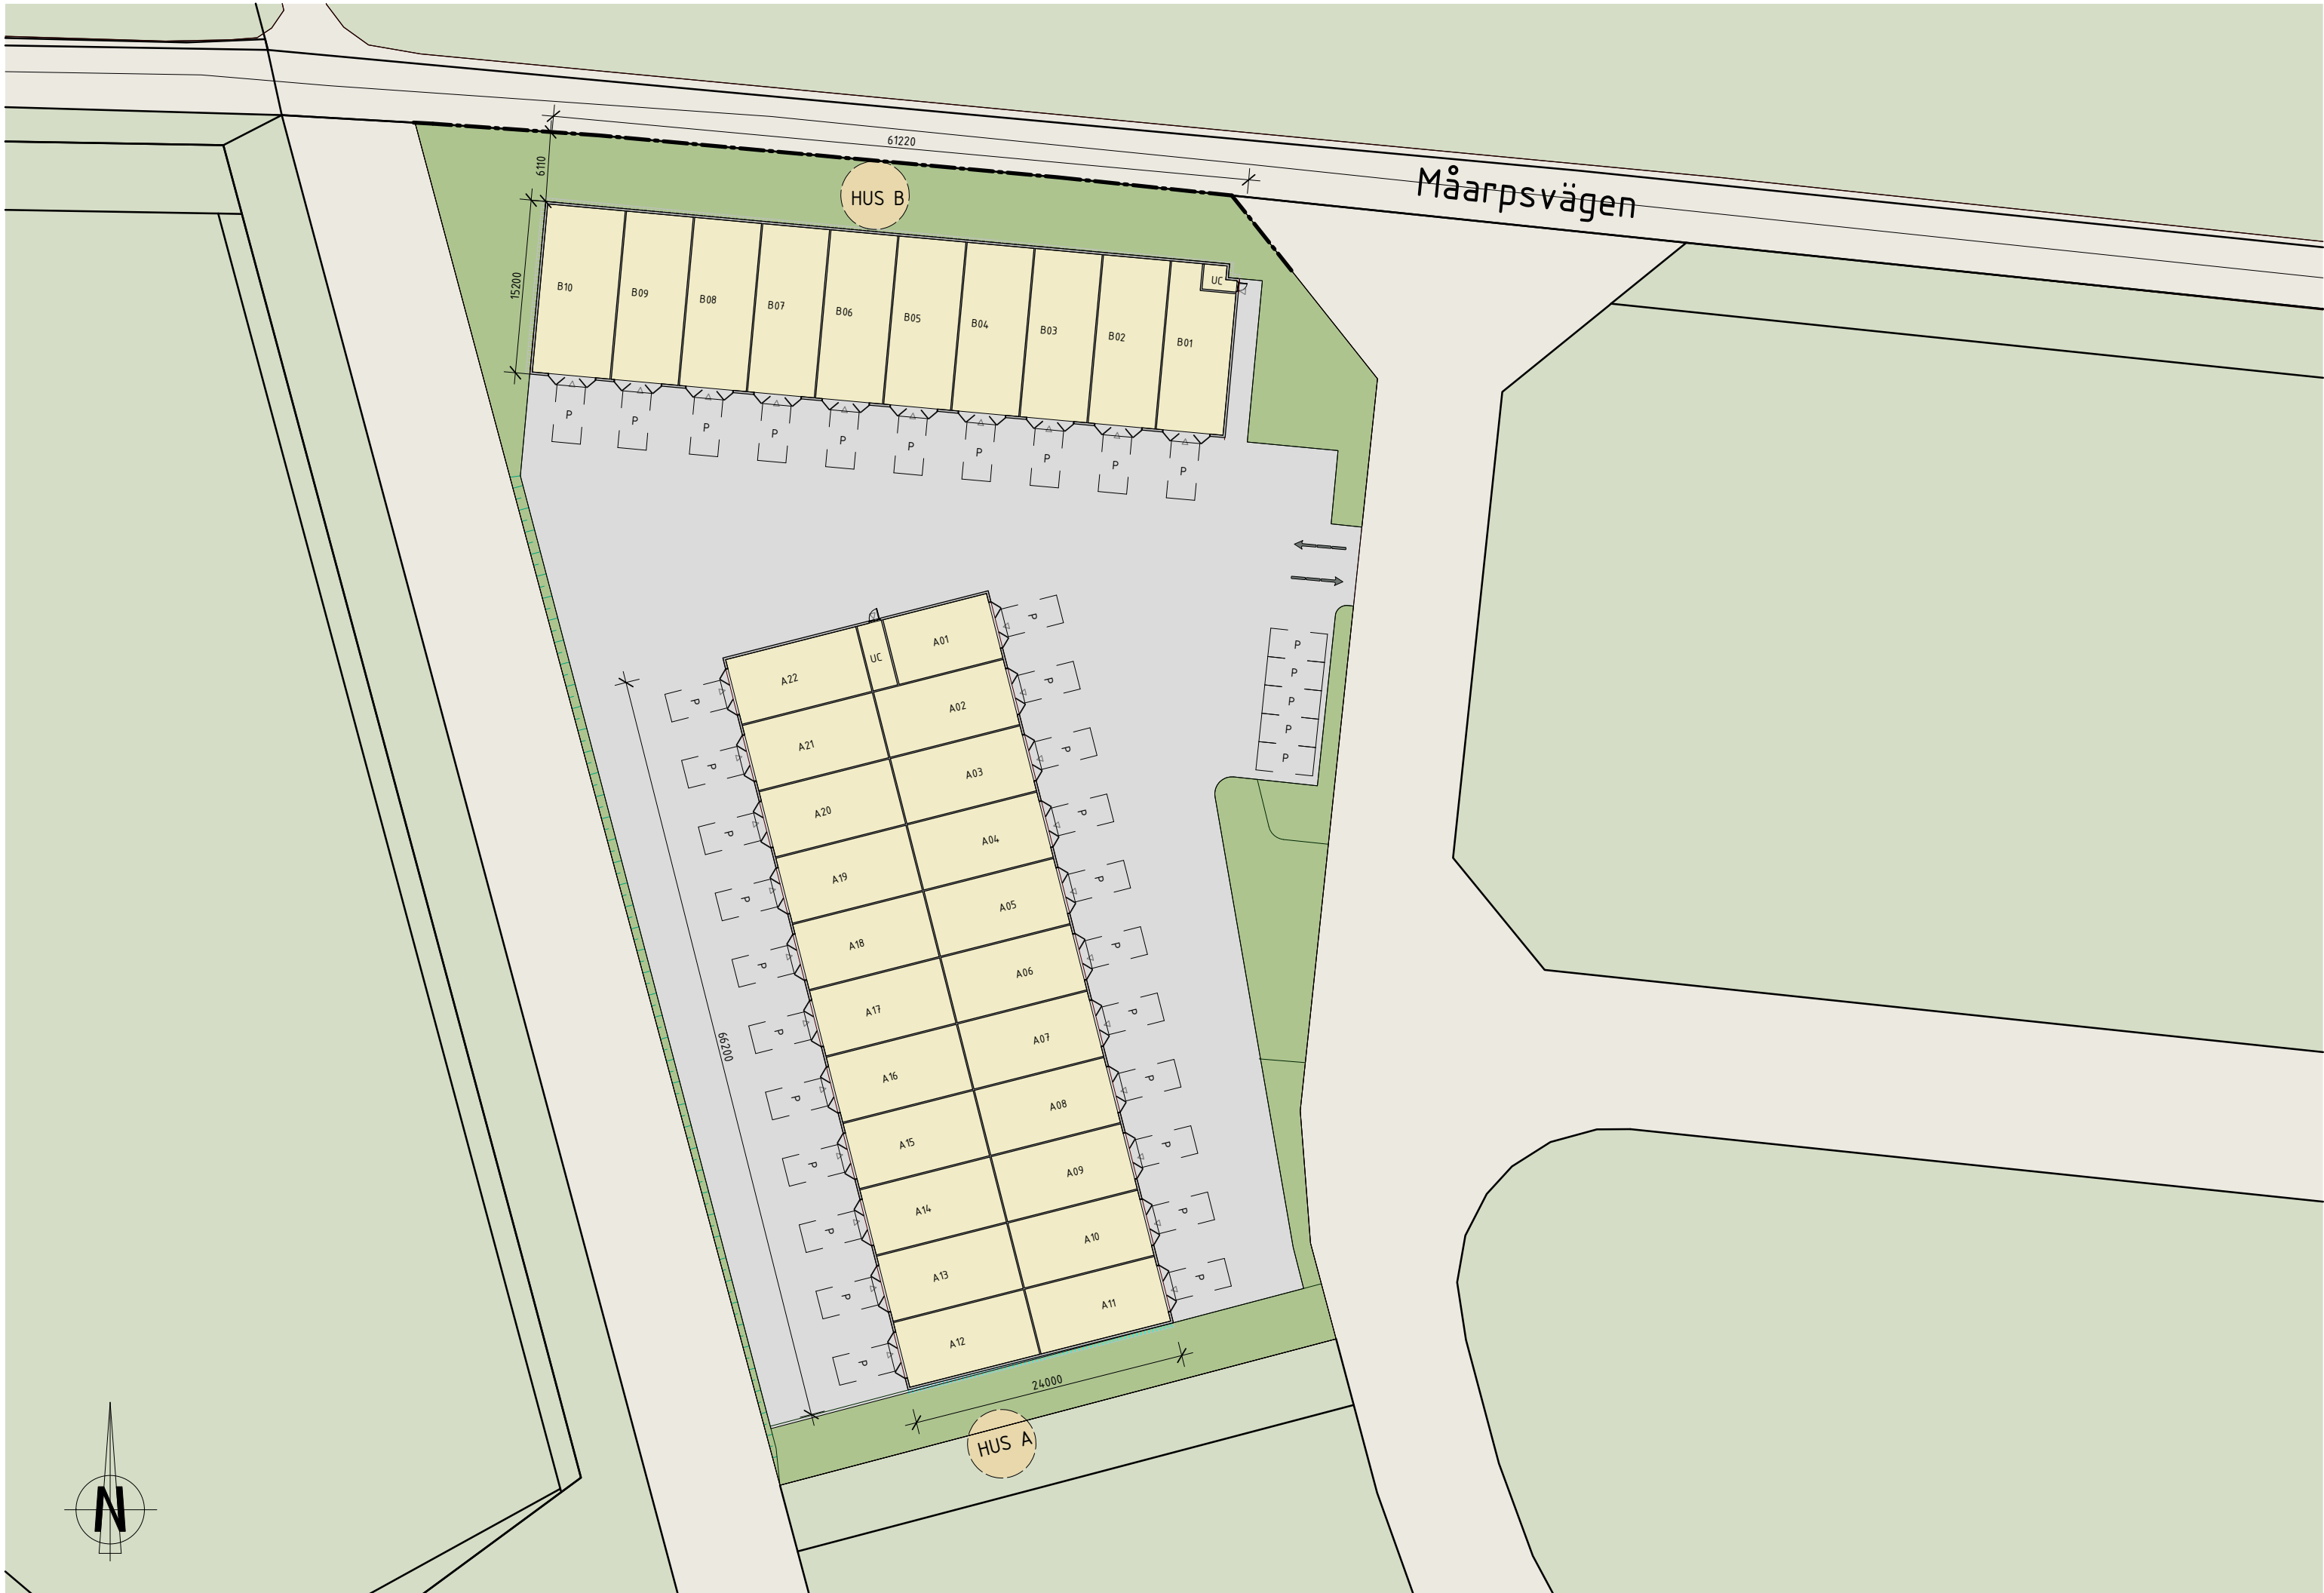 61220
Måarpsvägen
6110
HUS B
15200
UC
B10
B09
B08
B07
B06
B05
B04
B03
B02
B01
P
P
P
P
P
P
P
P
P
P
A01
P
UC
A22
P
P
P
P
P
P
P
A02
P
A21
P
A03
P
A20
P
A04
P
A19
P
A05
P
A18
P
A06
P
A17
P
A07
P
66200
A16
P
A08
P
A15
P
A09
P
A14
P
A10
P
A13
P
A11
P
A12
P
24000
HUS A
N